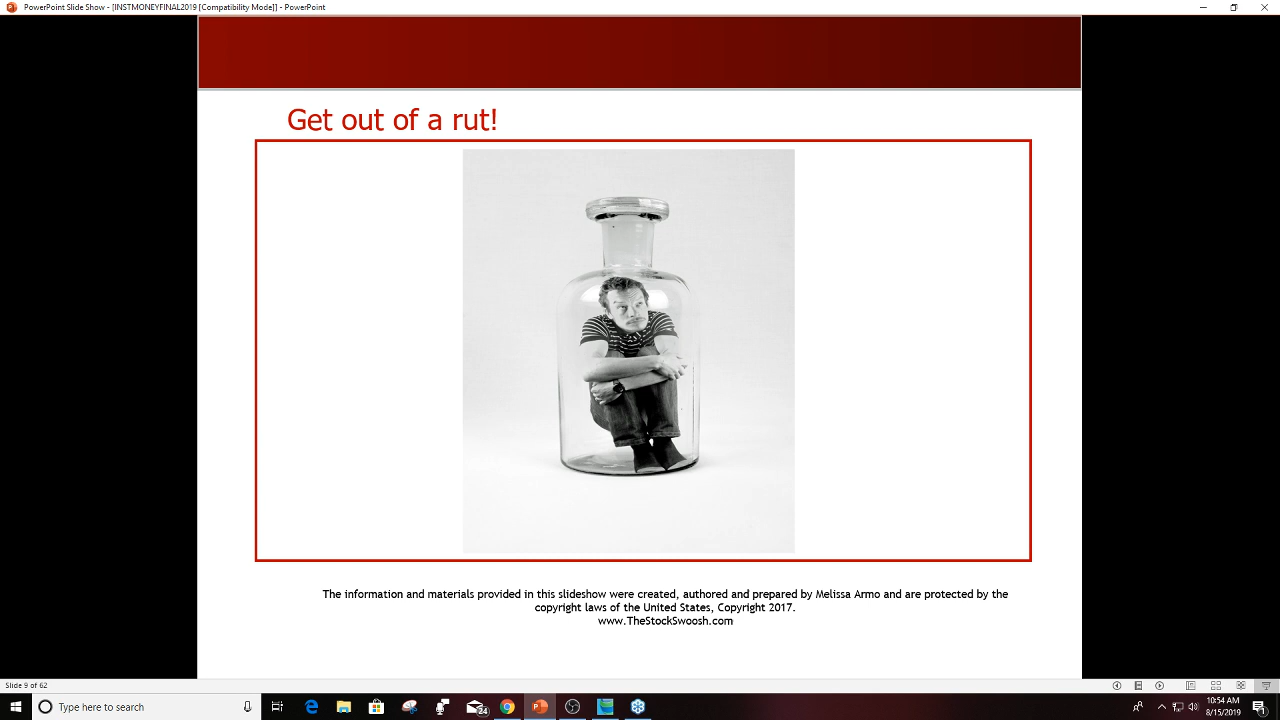 PowerPoint Slide Show - [INSTMONEYFINAL2019 [Compatibility Mode]] - PowerPoint
Get out of a rut!
The information and materials provided in this slideshow were created, authored and prepared by Melissa Armo and are protected by the
copyright laws of the United States, Copyright 2017.
www.TheStockSwoosh.com
Slide 9 of 62
Type here to search
24
10:54 AM
8/15/2019
1